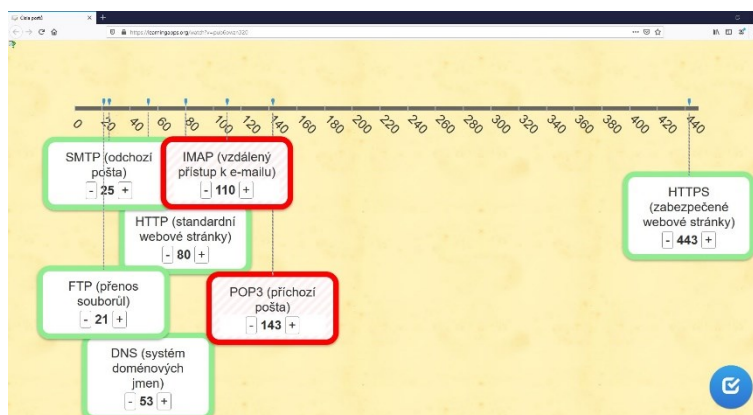 Čísla portů
https://learningapps.org/watch?v=
0 20 40 60 80 100 120 140 160 180 200 220 240 260 280 300 320 340 360 380 400 420 440
SMTP (odchozí
pošta)
- 25 +
IMAP (vzdálený
přístup k e-mailu)
- 110 +
HTTPS
(zabezpečené
webové stránky)
- 443 +
HTTP (standardní
webové stránky)
- 80 +
FTP (přenos
souborůl)
- 21 +
POP3 (příchozí
pošta)
- 143 +
DNS (systém
doménových
jmen)
- 53 +